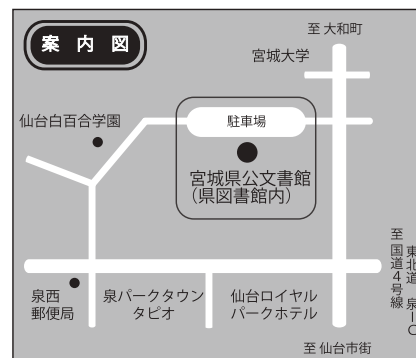 案内図
至 大和町
宮城大学
仙台白百合学園
駐車場
宮城県公文書館
（県図書館内）
至 国道4号線
東北道 泉IC
泉西
郵便局
泉パークタウン
タピオ
仙台ロイヤル
パークホテル
至 仙台市街